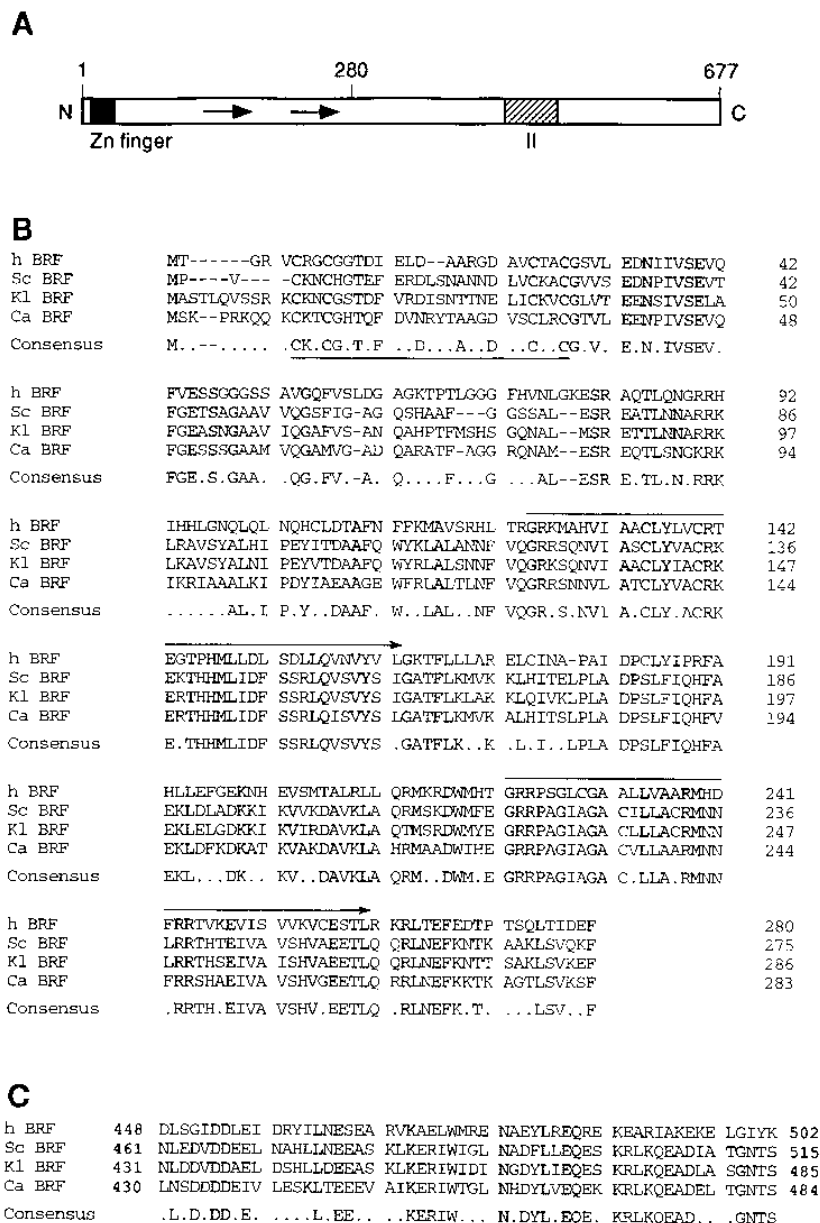 A
1 280 677
N C
Zn finger II
B
h BRF MT------GR VCRGCGGTDI ELD--AARGD AVCTACGSVL EDNIIVSEVQ 42
Sc BRF MP----V--- CKNCHGTEF ERDLSNANND LVCKACGVVS EDNPIVSEVT 42
Kl BRF MASTLQVSSR KCKNCGSTDF VRDISNTTNE LICKVCGLVT EENSIVSELA 50
Ca BRF MSK--PRKQQK CKTCGHTQF DVNRYTAAGD VSCLRCGTVL EENPIVSEVQ 48
Consensus M..-...... .CK.CG.T.F ..D...A..D ..C..CG.V. E.N.IVSEV.
h BRF FVESSGGGSS AVGQFVSLDG AGKTPTLGGG FHVNLGKESR AQTLQNGRRH 92
Sc BRF FGETSAGAAV VQGSFIG-AG QSHAAF---G GSSAL--ESR EATLNNARRK 86
Kl BRF FGEASNGAAV IQGAFVS-AN QAHPTFMSHS GQNAL--MSR ETTLNNARRK 97
Ca BRF FGESSSGAAM VQGAMVG-AD QARATF-AGG RQNAM--ESR EQTLSNGKRK 94
Consensus FGE.S.GAA. .QG.FV.-A. Q....F...G ...AL--ESR E.TL.N.RRK
h BRF IHHLGNQLQL NQHCLDTAFN FFKMAVSRHL TRGRKMAHVI AACLYLVCRT 142
Sc BRF LRAVSYALHI PEYITDAAFQ WYKLALANNF VQGRRSQNVI ASCLYVACRK 136
Kl BRF LKAVSYALNI PEYVTDAAFQ WYRLALSNNF VQGRKSQNVI AACLYIACRK 147
Ca BRF IKRIAAALKI PDYIAEAAGE WFRLALTLNF VQGRRSNNVL ATCLYVACRK 144
Consensus ......AL.I P.Y..DAAF. W..LAL..NF VQGR.S.NVI A.CLY.ACRK
h BRF EGTPHMLLDL SDLLQVNVYV LGKTFLLLAR ELCINA-PAI DPCLYIPRFA 191
Sc BRF EKTHHMLIDF SSRLQVSVYS IGATFLKMVK KLHITELPLA DPSLFIQHFA 186
Kl BRF ERTHHMLIDF SSRLQVSVYS IGATFLKLAK KLQIVKLPLA DPSLFIQHFA 197
Ca BRF ERTHHMLIDF SSRLQISVYS LGATFLKMVK ALHITSLPLA DPSLFIQHFV 194
Consensus E.THHMLIDF SSRLQVSVYS .GATFLK..K .L.I..LPLA DPSLFIQHFA
h BRF HLLEFGEKNH EVSMTALRLL QRMKRDWMHT GRRPSGLCGA ALLVAARMHD 241
Sc BRF EKLDLADKKI KVVKDAVKLA QRMSKDWMFE GRRPAGIAGA CILLACRMNN 236
Kl BRF EKLELGDKKI KVIRDAVKLA QTMSRDWMYE GRRPAGIAGA CLLLACRMNN 247
Ca BRF EKLDFKDKAT KVAKDAVKLA HRMAADWIHE GRRPAGIAGA CVLLAARMNN 244
Consensus EKL...DK.. KV..DAVKLA QRM..DWM.E GRRPAGIAGA C.LLA.RMNN
h BRF FRRTVKEVIS VVKVCESTLR KRLTEFEDTP TSQLTIDEF 280
Sc BRF LRRTHTEIVA VSHVAEETLQ QRLNEFKNTK AAKLSVQKF 275
Kl BRF LRRTHSEIVA ISHVAEETLQ QRLNEFKNTT SAKLSVKEF 286
Ca BRF FRRSHAEIVA VSHVGEETLQ RRLNEFKKTK AGTLSVKSF 283
Consensus .RRTH.EIVA VSHV.EETLQ .RLNEFK.T. ...LSV..F
C
h BRF 448 DLSGIDDLEI DRYILNESEA RVKAELWMRE NAEYLREQRE KEARIAKEKE LGIYK 502
Sc BRF 461 NLEDVDDEEL NAHLLNEEAS KLKERIWIGL NADFLLEQES KRLKQEADIA TGNTS 515
Kl BRF 431 NLDDVDDAEL DSHLLDEEAS KLKERIWIDI NGDYLIEQES KRLKQEADLA SGNTS 485
Ca BRF 430 LNSDDDDEIV LESKLTEEEV AIKERIWTGL NHDYLVEQEK KRLKQEADEL TGNTS 484
Consensus .L.D.DD.E. ....L.EE.. ..KERIW... N.DYL.EQE. KRLKQEAD.. .GNTS